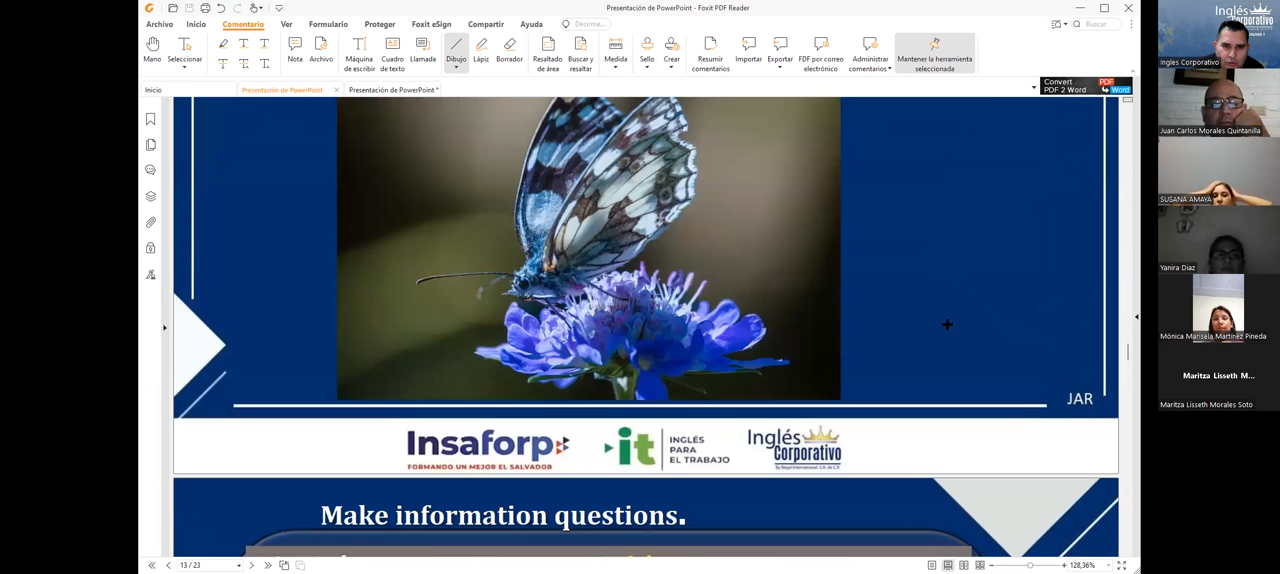 Presentación de PowerPoint - Foxit PDF Reader
Archivo Inicio Comentario Ver Formulario Proteger Foxit eSign Compartir Ayuda Decirme... Buscar
Mano Seleccionar Nota Archivo Máquina de escribir Cuadro de texto Llamada Dibujo Lápiz Borrador Resaltado de área Buscar y resaltar Medida Sello Crear Resumir comentarios Importar Exportar FDF por correo electrónico Administrar comentarios Mantener la herramienta seleccionada
Inicio Presentación de PowerPoint Presentación de PowerPoint *
Convert PDF 2 Word
PDF
Word
JAR
Insaforp
FORMANDO UN MEJOR EL SALVADOR
it INGLÉS PARA EL TRABAJO
Inglés Corporativo
Make information questions.
13 / 23
128,36%
Inglés Corporativo
Ingles Corporativo
Juan Carlos Morales Quintanilla
SUSANA AMAYA
Yanira Diaz
Mónica Marisela Martinez Pineda
Maritza Lisseth M...
Maritza Lisseth Morales Soto